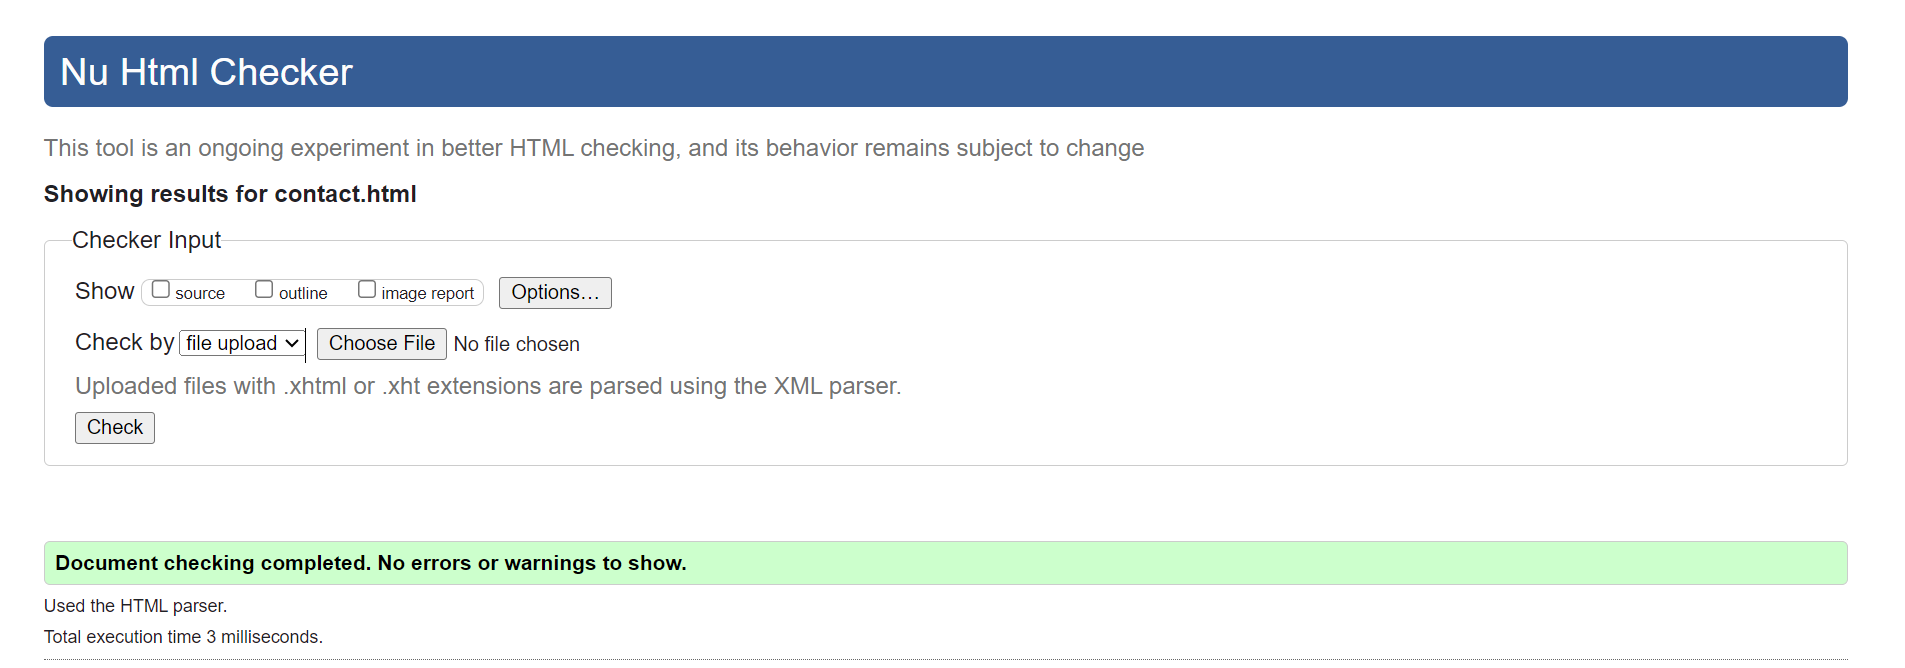 Nu Html Checker
This tool is an ongoing experiment in better HTML checking, and its behavior remains subject to change
Showing results for contact.html
Checker Input
Show source outline image report Options…
Check by file upload Choose File No file chosen
Uploaded files with .xhtml or .xht extensions are parsed using the XML parser.
Check
Document checking completed. No errors or warnings to show.
Used the HTML parser.
Total execution time 3 milliseconds.